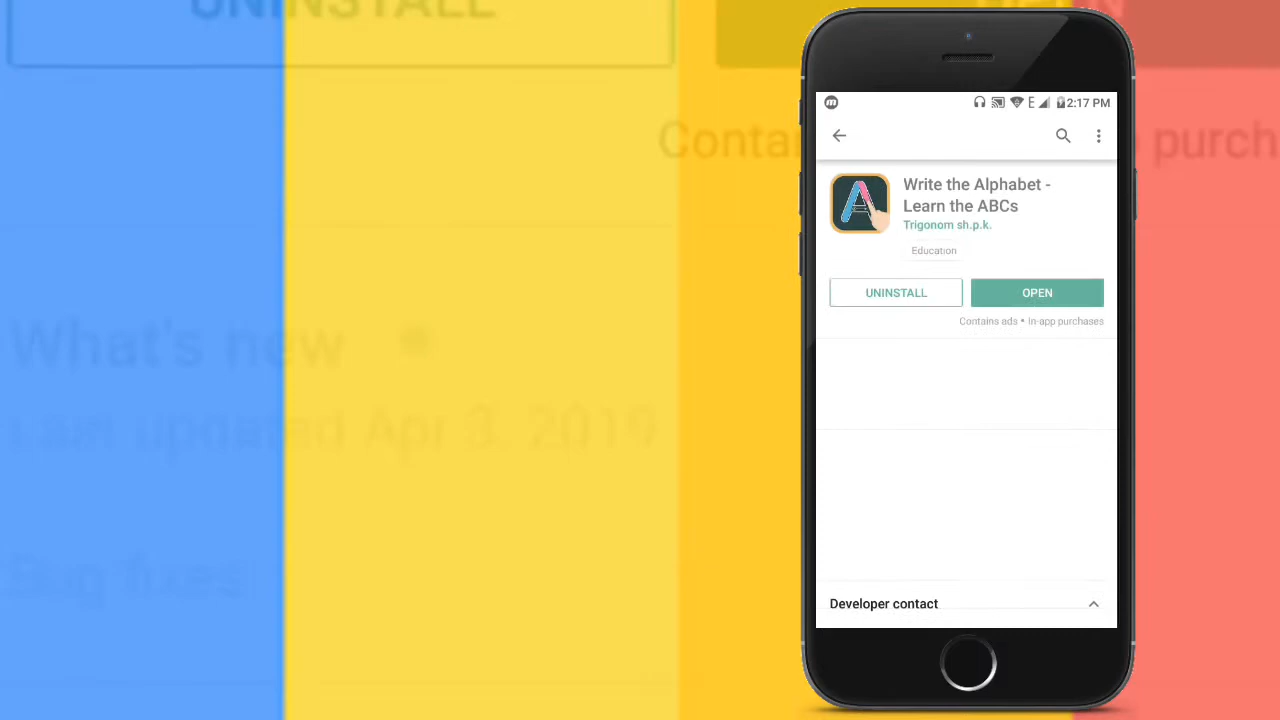 UNINSTALL
Conta
purch
What's new
I am updated Apr 3, 2019
Bug fixes
E 2:17 PM
Write the Alphabet -
Learn the ABCs
Trigonom sh.p.k.
Education
UNINSTALL OPEN
Contains ads • In-app purchases
Developer contact